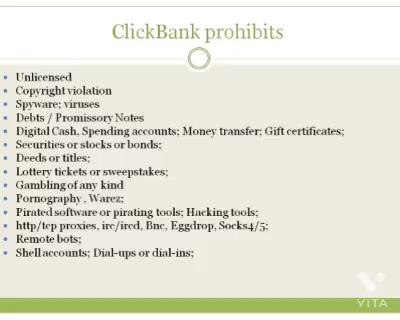 ClickBank prohibits
Unlicensed
Copyright violation
Spyware; viruses
Debts / Promissory Notes
Digital Cash, Spending accounts; Money transfer; Gift certificates;
Securities or stocks or bonds;
Deeds or titles;
Lottery tickets or sweepstakes;
Gambling of any kind
Pornography , Warez;
Pirated software or pirating tools; Hacking tools;
http/tcp proxies, irc/ircd, Bnc, Eggdrop, Socks4/5;
Remote bots;
Shell accounts; Dial-ups or dial-ins;
VITA